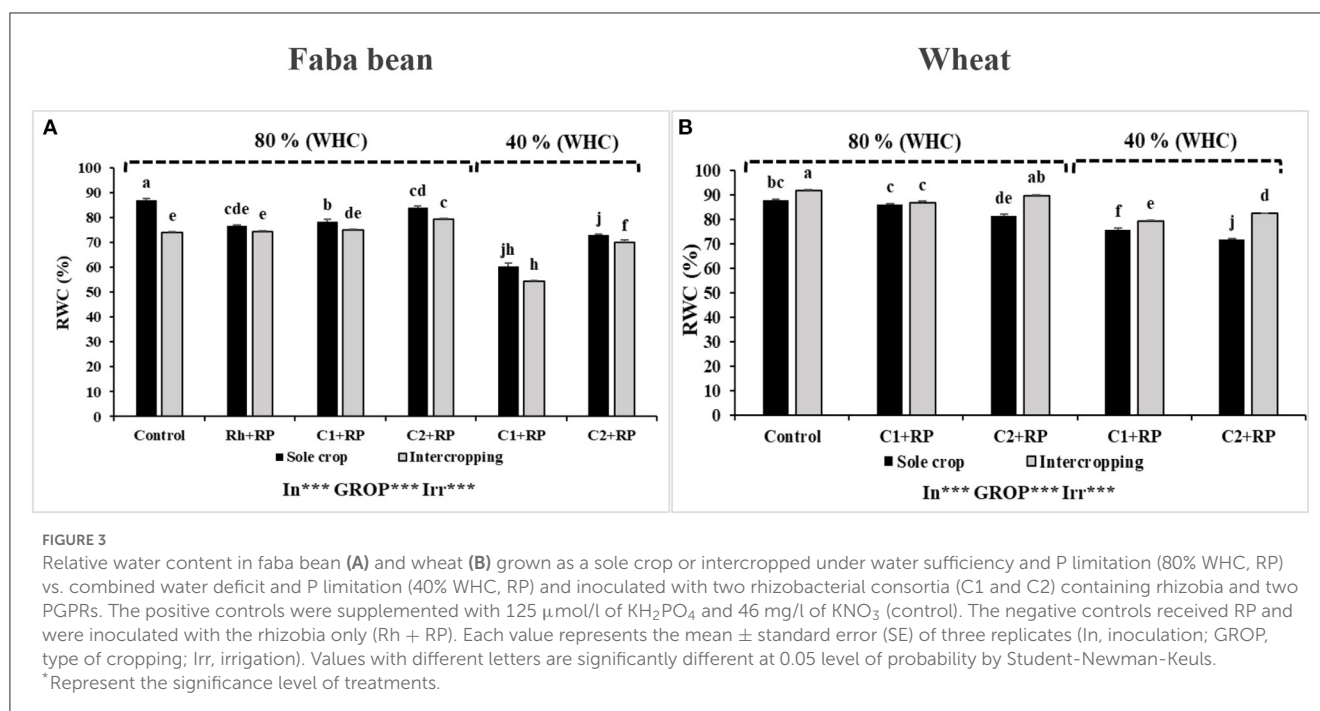 Faba bean
Wheat
A
80 % (WHC)
40 % (WHC)
RWC (%)
100
90
80
70
60
50
40
30
20
10
0
a
e
cde
e
b
de
cd
c
jh
h
j
f
Control
Rh+RP
C1+RP
C2+RP
C1+RP
C2+RP
Sole crop
Intercropping
In*** GROP*** Irr***
B
80 % (WHC)
40 % (WHC)
RWC (%)
100
90
80
70
60
50
40
30
20
10
0
bc
a
c
c
de
ab
f
e
j
d
Control
C1+RP
C2+RP
C1+RP
C2+RP
Sole crop
Intercropping
In*** GROP*** Irr***
FIGURE 3
Relative water content in faba bean (A) and wheat (B) grown as a sole crop or intercropped under water sufficiency and P limitation (80% WHC, RP)
vs. combined water deficit and P limitation (40% WHC, RP) and inoculated with two rhizobacterial consortia (C1 and C2) containing rhizobia and two
PGPRs. The positive controls were supplemented with 125 μmol/l of KH₂PO₄ and 46 mg/l of KNO₃ (control). The negative controls received RP and
were inoculated with the rhizobia only (Rh + RP). Each value represents the mean ± standard error (SE) of three replicates (In, inoculation; GROP,
type of cropping; Irr, irrigation). Values with different letters are significantly different at 0.05 level of probability by Student-Newman-Keuls.
*Represent the significance level of treatments.